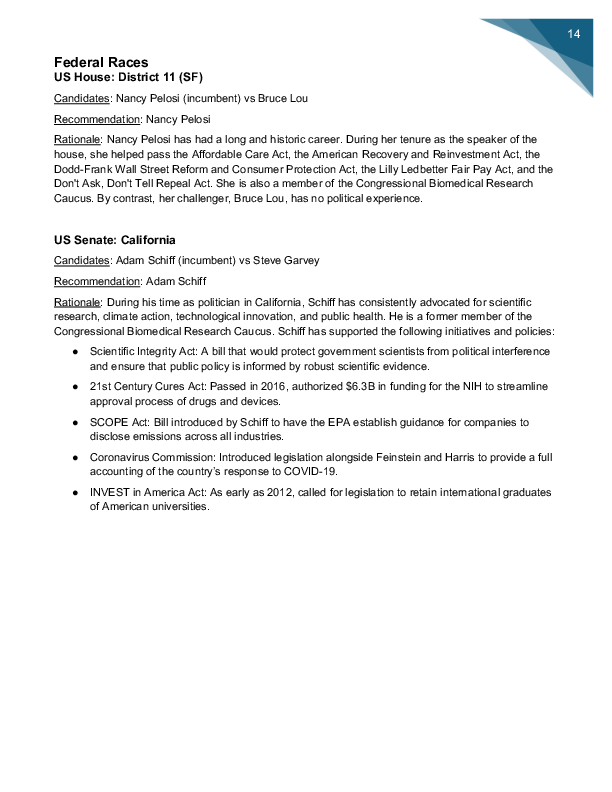 14
Federal Races
US House: District 11 (SF)
Candidates: Nancy Pelosi (incumbent) vs Bruce Lou
Recommendation: Nancy Pelosi
Rationale: Nancy Pelosi has had a long and historic career. During her tenure as the speaker of the
house, she helped pass the Affordable Care Act, the American Recovery and Reinvestment Act, the
Dodd-Frank Wall Street Reform and Consumer Protection Act, the Lilly Ledbetter Fair Pay Act, and the
Don't Ask, Don't Tell Repeal Act. She is also a member of the Congressional Biomedical Research
Caucus. By contrast, her challenger, Bruce Lou, has no political experience.
US Senate: California
Candidates: Adam Schiff (incumbent) vs Steve Garvey
Recommendation: Adam Schiff
Rationale: During his time as politician in California, Schiff has consistently advocated for scientific
research, climate action, technological innovation, and public health. He is a former member of the
Congressional Biomedical Research Caucus. Schiff has supported the following initiatives and policies:
● Scientific Integrity Act: A bill that would protect government scientists from political interference
and ensure that public policy is informed by robust scientific evidence.
● 21st Century Cures Act: Passed in 2016, authorized $6.3B in funding for the NIH to streamline
approval process of drugs and devices.
● SCOPE Act: Bill introduced by Schiff to have the EPA establish guidance for companies to
disclose emissions across all industries.
● Coronavirus Commission: Introduced legislation alongside Feinstein and Harris to provide a full
accounting of the country's response to COVID-19.
● INVEST in America Act: As early as 2012, called for legislation to retain international graduates
of American universities.